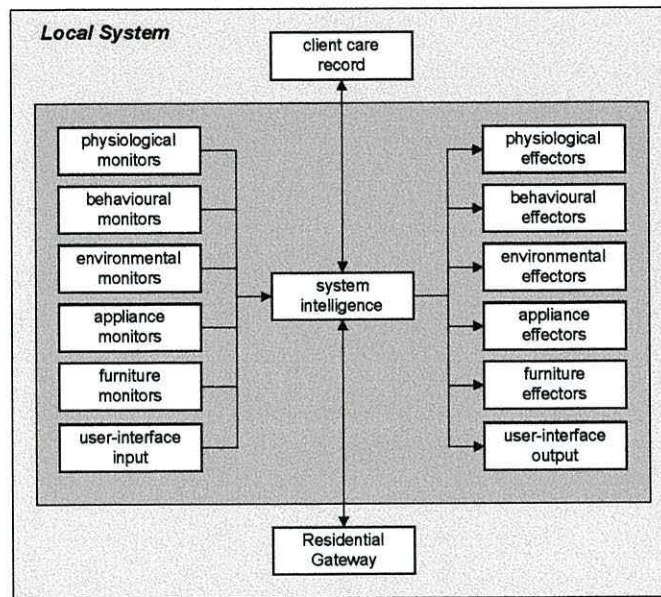 Local System
client care
record
physiological
monitors
behavioural
monitors
environmental
monitors
appliance
monitors
furniture
monitors
user-interface
input
system
intelligence
physiological
effectors
behavioural
effectors
environmental
effectors
appliance
effectors
furniture
effectors
user-interface
output
Residential
Gateway